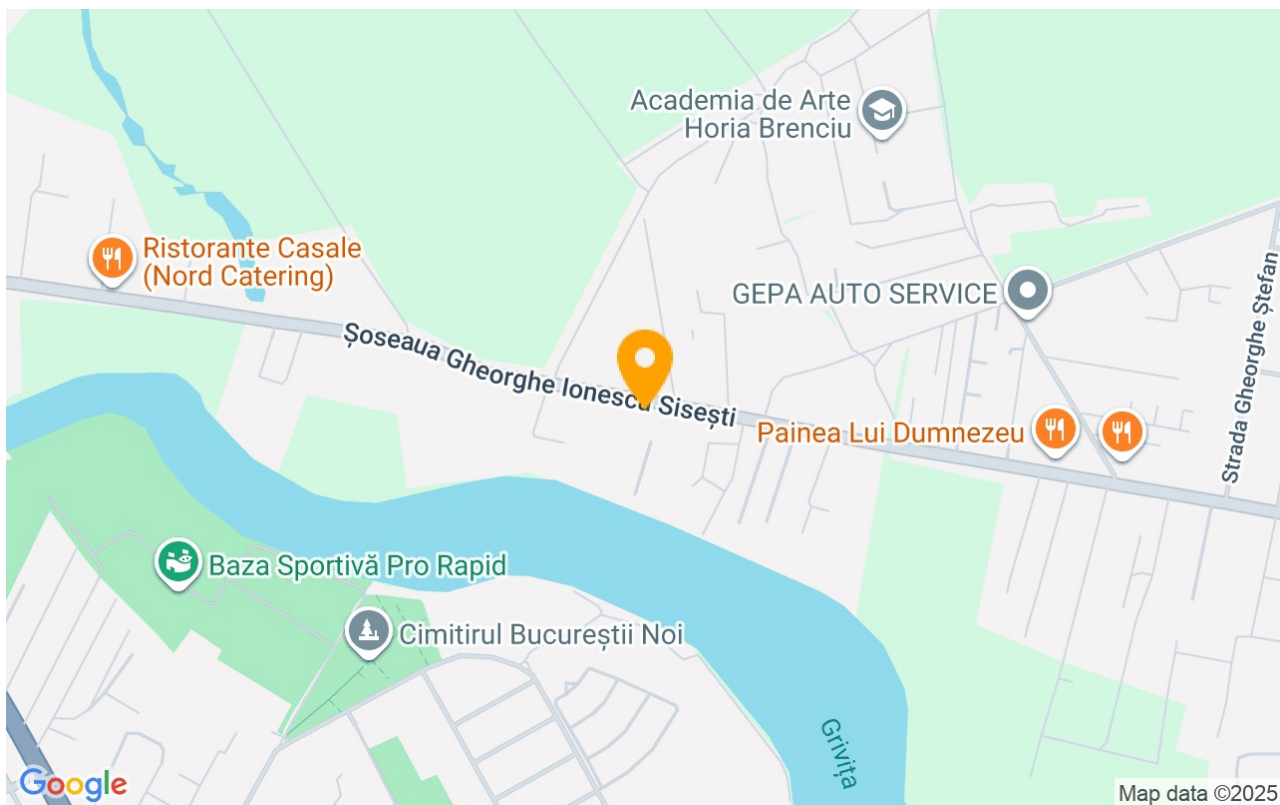 Academia de Arte
Horia Brenciu
Ristorante Casale
(Nord Catering)
GEPA AUTO SERVICE
Strada Gheorghe Ștefan
Șoseaua Gheorghe Ionescu Sisești
Painea Lui Dumnezeu
Baza Sportivă Pro Rapid
Cimitirul Bucureștii Noi
Grivița
Google
Map data ©2025